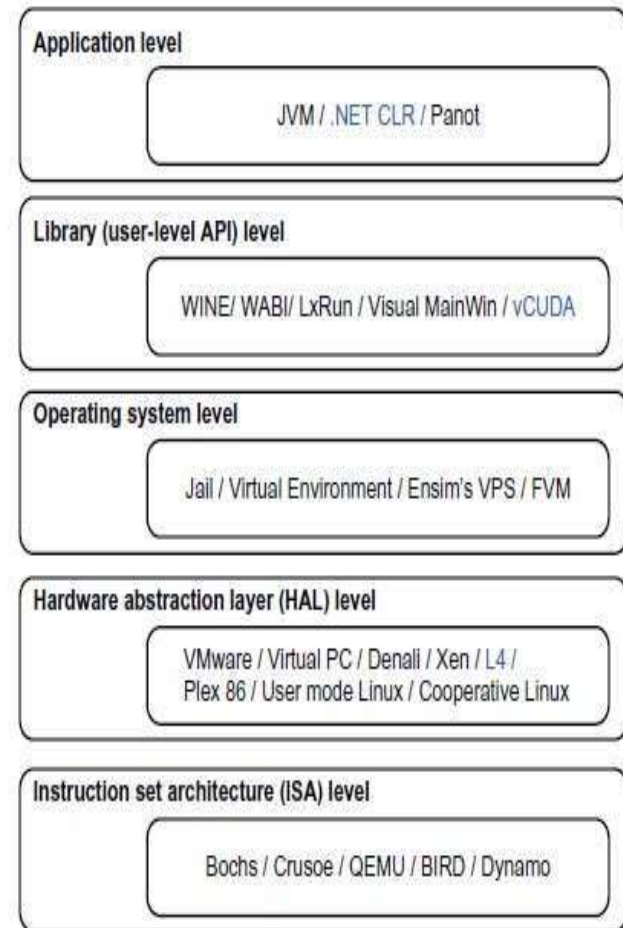 Application level
JVM / .NET CLR / Panot
Library (user-level API) level
WINE/ WABI/ LxRun / Visual MainWin / vCUDA
Operating system level
Jail / Virtual Environment / Ensim's VPS / FVM
Hardware abstraction layer (HAL) level
VMware / Virtual PC / Denali / Xen / L4 /
Plex 86 / User mode Linux / Cooperative Linux
Instruction set architecture (ISA) level
Bochs / Crusoe / QEMU / BIRD / Dynamo